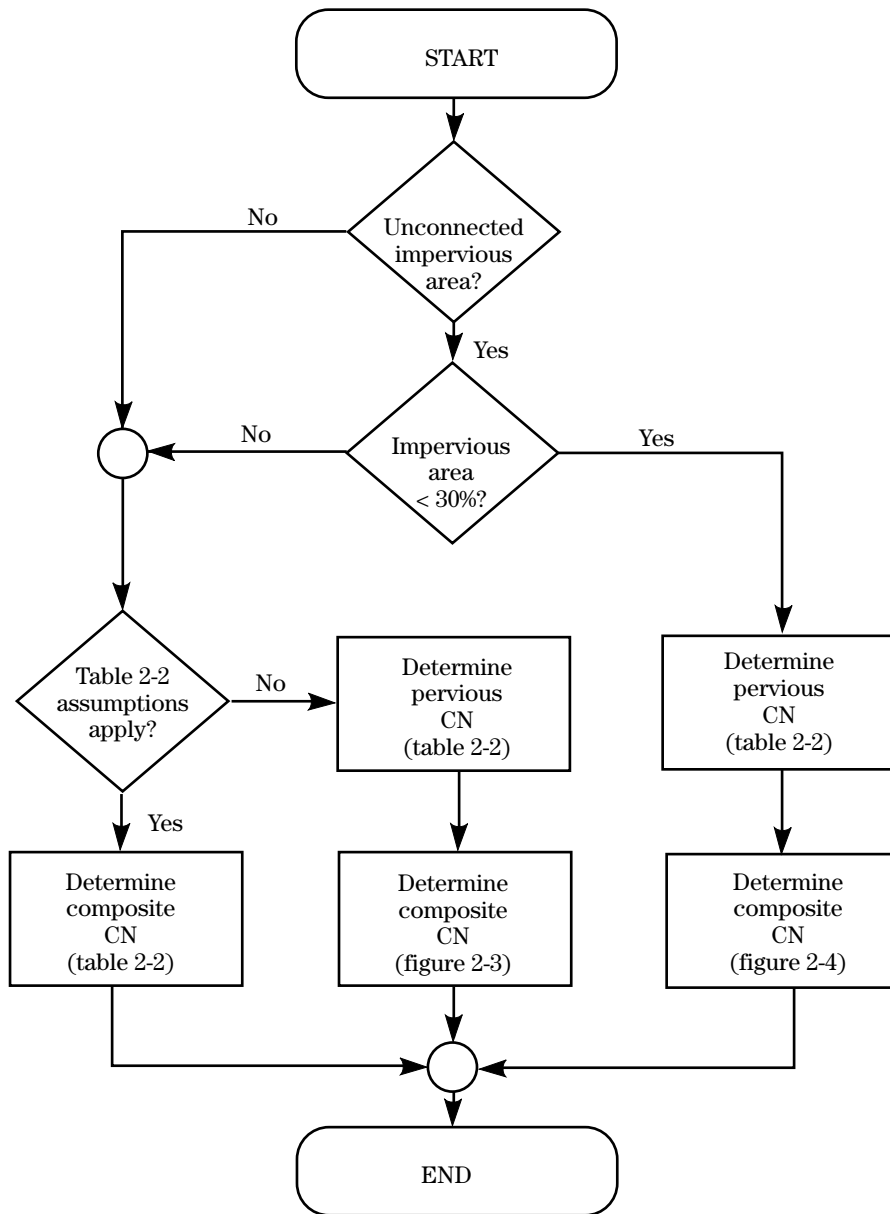 START
No
Unconnected
impervious
area?
Yes
No
Impervious
area
< 30%?
Yes
Table 2-2
assumptions
apply?
No
Determine
pervious
CN
(table 2-2)
Determine
pervious
CN
(table 2-2)
Yes
Determine
composite
CN
(table 2-2)
Determine
composite
CN
(figure 2-3)
Determine
composite
CN
(figure 2-4)
END